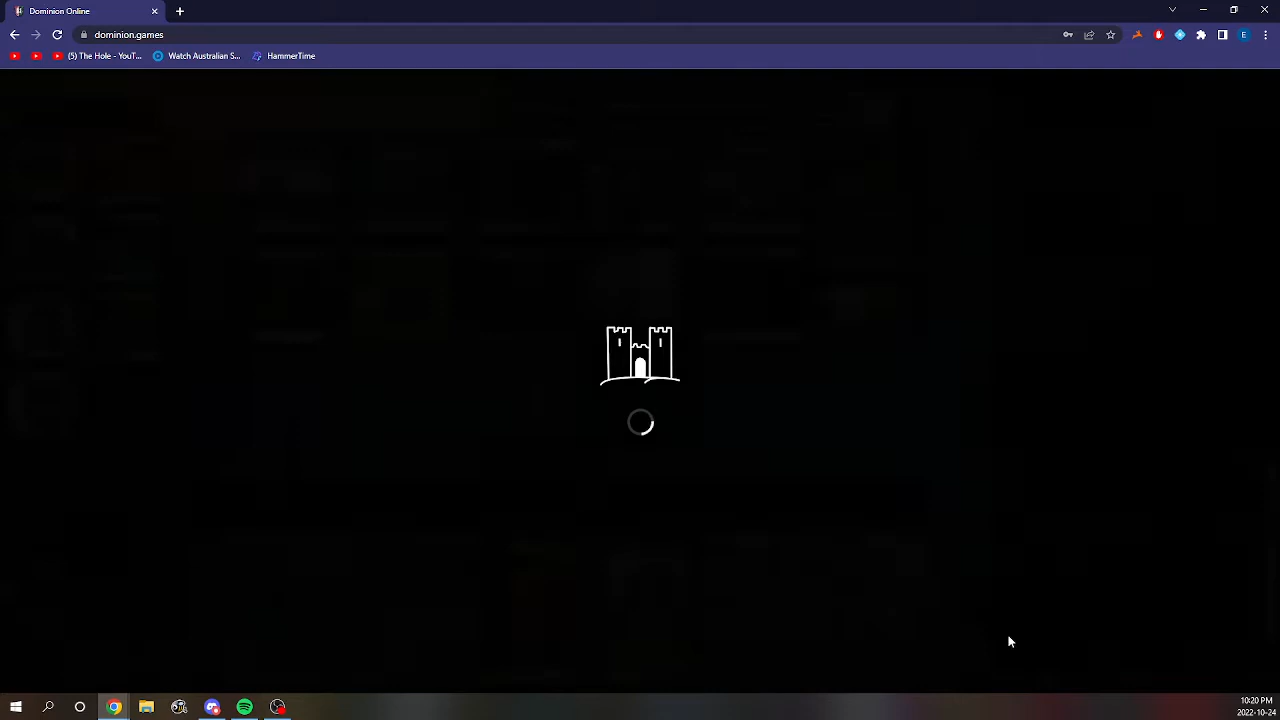 Dominion Online
dominion.games
E
(5) The Hole - YouT...
Watch Australian S...
HammerTime
10:20 PM
2022-10-24